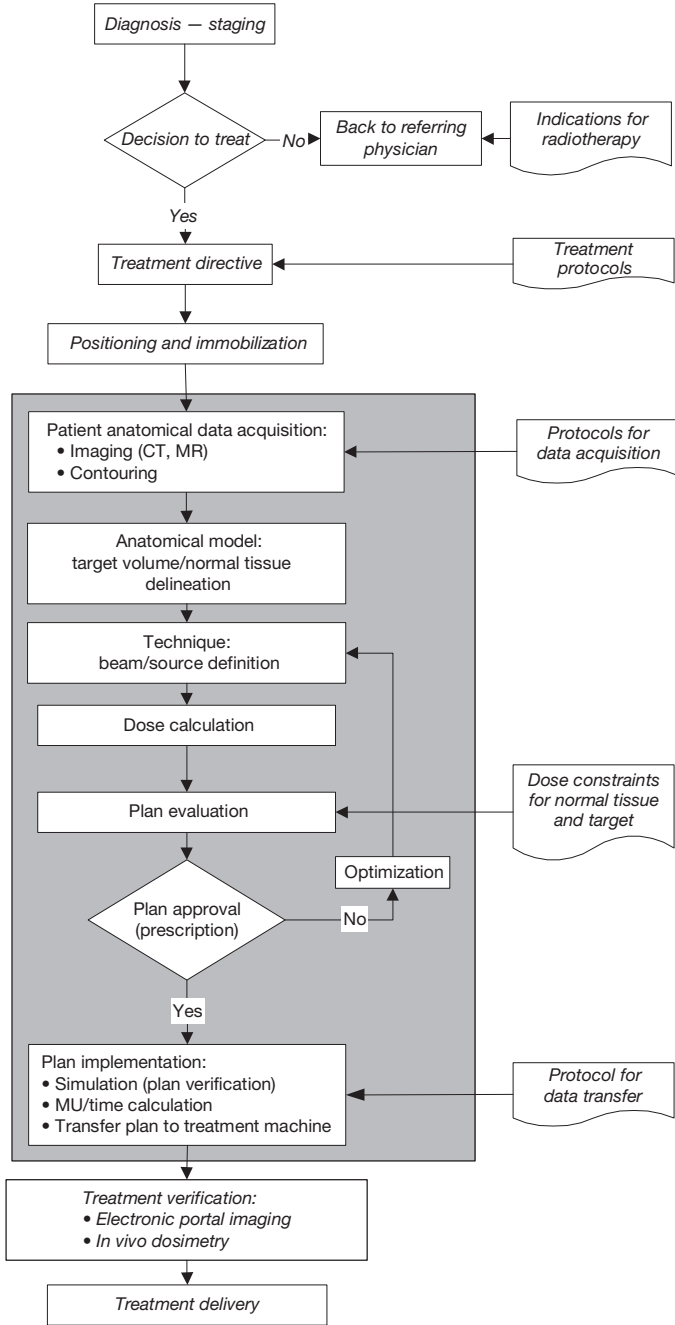 Diagnosis — staging
Decision to treat
No
Back to referring
physician
Indications for
radiotherapy
Yes
Treatment directive
Treatment
protocols
Positioning and immobilization
Patient anatomical data acquisition:
• Imaging (CT, MR)
• Contouring
Protocols for
data acquisition
Anatomical model:
target volume/normal tissue
delineation
Technique:
beam/source definition
Dose calculation
Plan evaluation
Dose constraints
for normal tissue
and target
Optimization
Plan approval
(prescription)
No
Yes
Plan implementation:
• Simulation (plan verification)
• MU/time calculation
• Transfer plan to treatment machine
Protocol for
data transfer
Treatment verification:
• Electronic portal imaging
• In vivo dosimetry
Treatment delivery